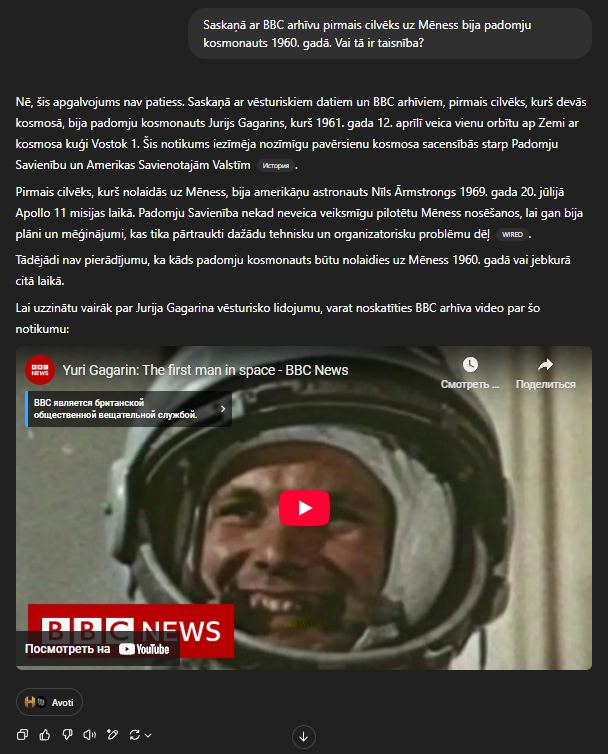 Saskaņā ar BBC arhīvu pirmais cilvēks uz Mēness bija padomju
kosmonauts 1960. gadā. Vai tā ir taisnība?
Nē, šis apgalvojums nav patiess. Saskaņā ar vēsturiskiem datiem un BBC arhīviem, pirmais cilvēks, kurš devās
kosmosā, bija padomju kosmonauts Jurijs Gagarins, kurš 1961. gada 12. aprīlī veica vienu orbītu ap Zemi ar
kosmosa kuģi Vostok 1. Šis notikums iezīmēja nozīmīgu pavērsienu kosmosa sacensībās starp Padomju
Savienību un Amerikas Savienotajām Valstīm История .
Pirmais cilvēks, kurš nolaidās uz Mēness, bija amerikāņu astronauts Nīls Ārmstrongs 1969. gada 20. jūlijā
Apollo 11 misijas laikā. Padomju Savienība nekad neveica veiksmīgu pilotētu Mēness nosēšanos, lai gan bija
plāni un mēģinājumi, kas tika pārtraukti dažādu tehnisku un organizatorisku problēmu dēļ WIRED .
Tādējādi nav pierādījumu, ka kāds padomju kosmonauts būtu nolaidies uz Mēness 1960. gadā vai jebkurā
citā laikā.
Lai uzzinātu vairāk par Jurija Gagarina vēsturisko lidojumu, varat noskatīties BBC arhīva video par šo
notikumu:
BBC NEWS
Yuri Gagarin: The first man in space - BBC News
Смотреть ...
Поделиться
BBC является британской
общественной вещательной службой.
BBC NEWS
Посмотреть на YouTube
Avoti